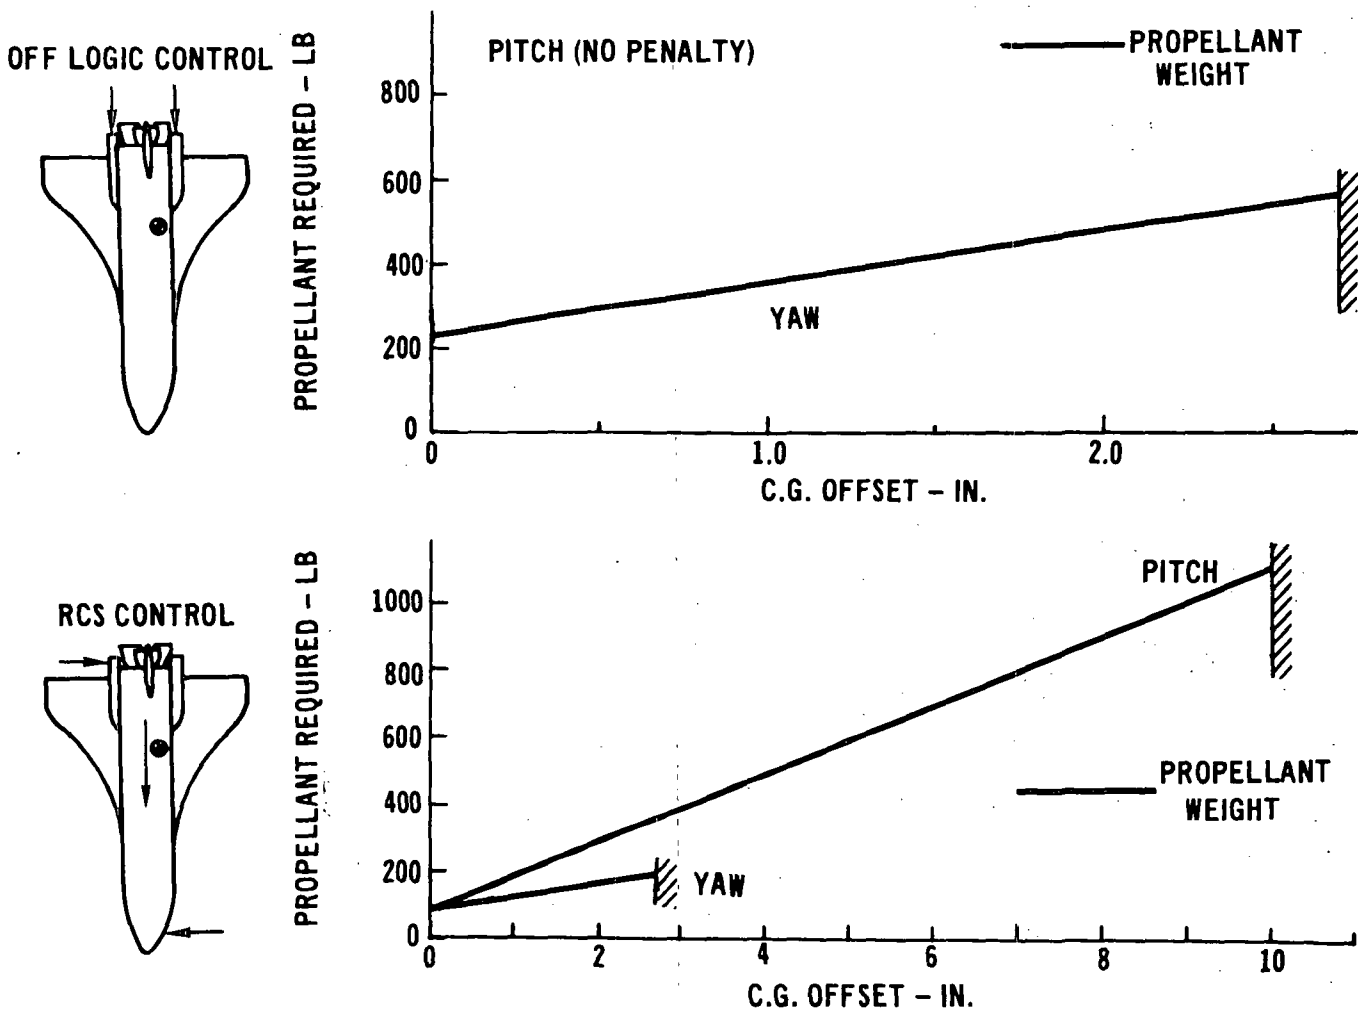 OFF LOGIC CONTROL
PROPELLANT REQUIRED – LB
PITCH (NO PENALTY)
PROPELLANT
WEIGHT
800
600
400
200
0
YAW
0 1.0 2.0
C.G. OFFSET – IN.
RCS CONTROL
PROPELLANT REQUIRED – LB
PITCH
1000
800
600
400
200
0
PROPELLANT
WEIGHT
YAW
0 2 4 6 8 10
C.G. OFFSET – IN.